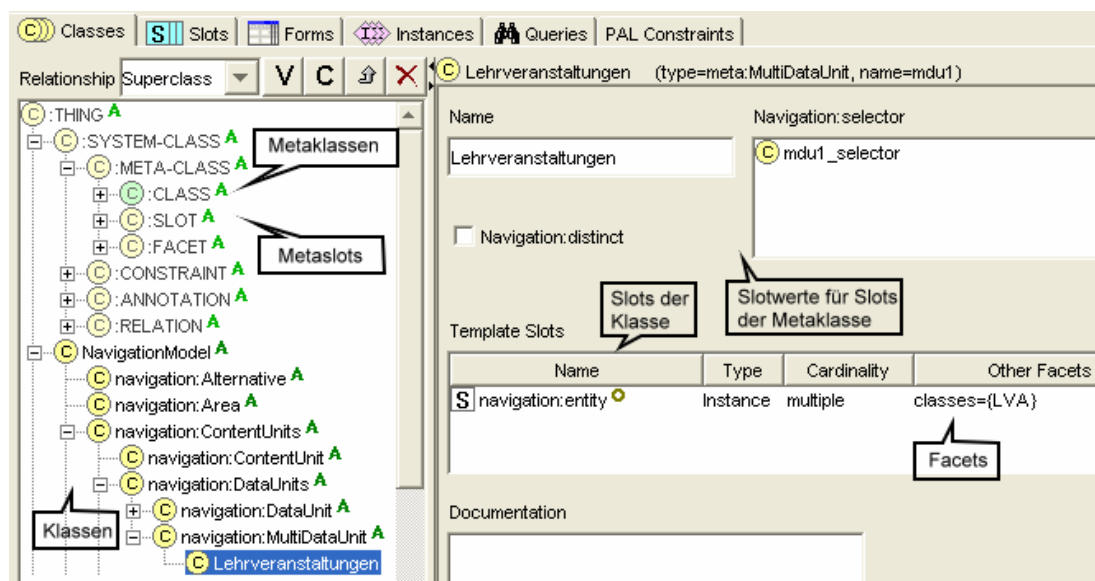 Classes S Slots Forms Instances Queries PAL Constraints
Relationship Superclass V C
C Lehrveranstaltungen (type=meta:MultiDataUnit, name=mdu1)
C :THING A
C :SYSTEM-CLASS A
C :META-CLASS A
C :CLASS A
C :SLOT A
C :FACET A
C :CONSTRAINT A
C :ANNOTATION A
C :RELATION A
C NavigationModel A
C navigation:Alternative A
C navigation:Area A
C navigation:ContentUnits A
C navigation:ContentUnit A
C navigation:DataUnits A
C navigation:DataUnit A
C navigation:MultiDataUnit A
C Lehrveranstaltungen
Metaklassen
Metaslots
Klassen
Name
Lehrveranstaltungen
Navigation:selector
C mdu1_selector
Navigation:distinct
Slots der
Klasse
Slotwerte für Slots
der Metaklasse
Template Slots
Name Type Cardinality Other Facets
S navigation:entity Instance multiple classes={LVA}
Facets
Documentation